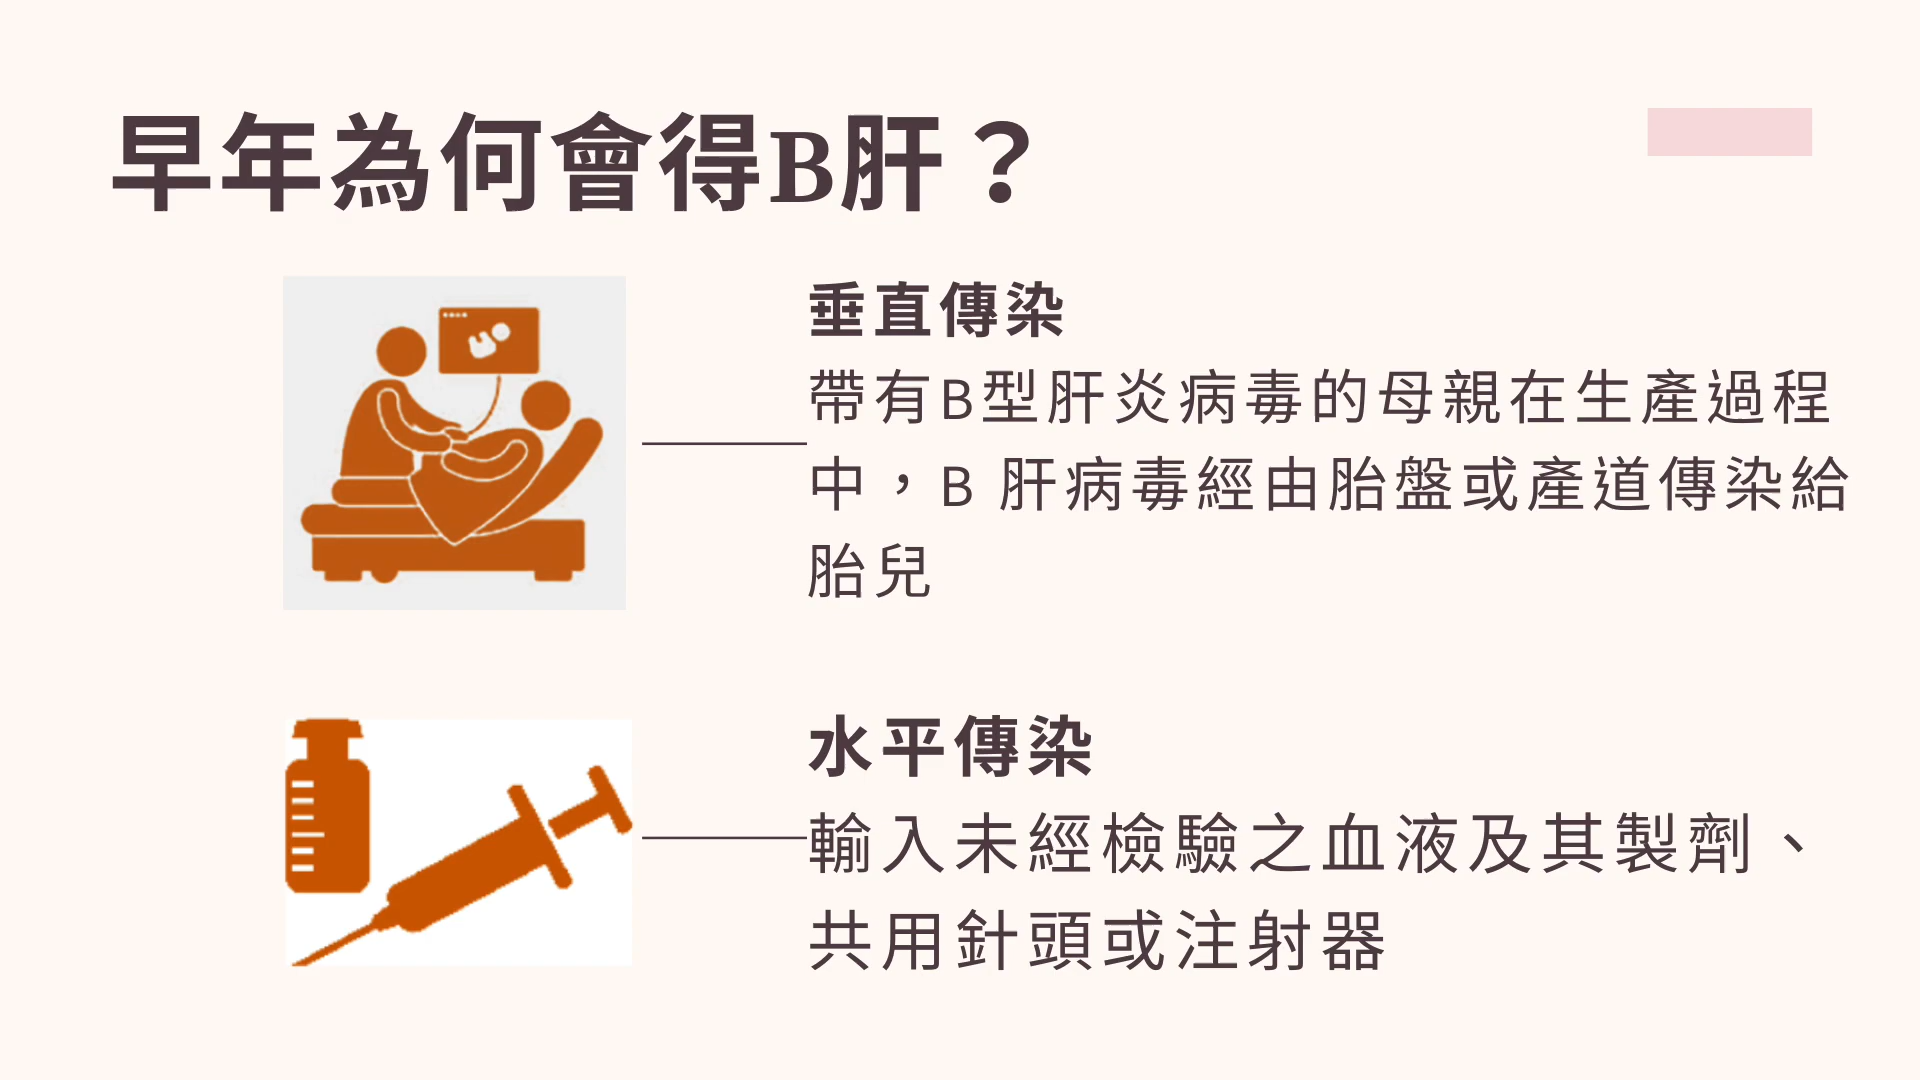 早年為何會得B肝？
垂直傳染
帶有B型肝炎病毒的母親在生產過程
中，B 肝病毒經由胎盤或產道傳染給
胎兒
水平傳染
輸入未經檢驗之血液及其製劑、
共用針頭或注射器